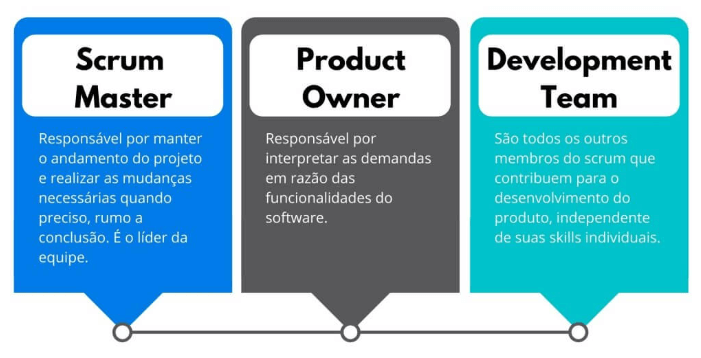 Scrum
Master
Responsável por manter
o andamento do projeto
e realizar as mudanças
necessárias quando
preciso, rumo a
conclusão. É o líder da
equipe.
Product
Owner
Responsável por
interpretar as demandas
em razão das
funcionalidades do
software.
Development
Team
São todos os outros
membros do scrum que
contribuem para o
desenvolvimento do
produto, independente
de suas skills individuais.